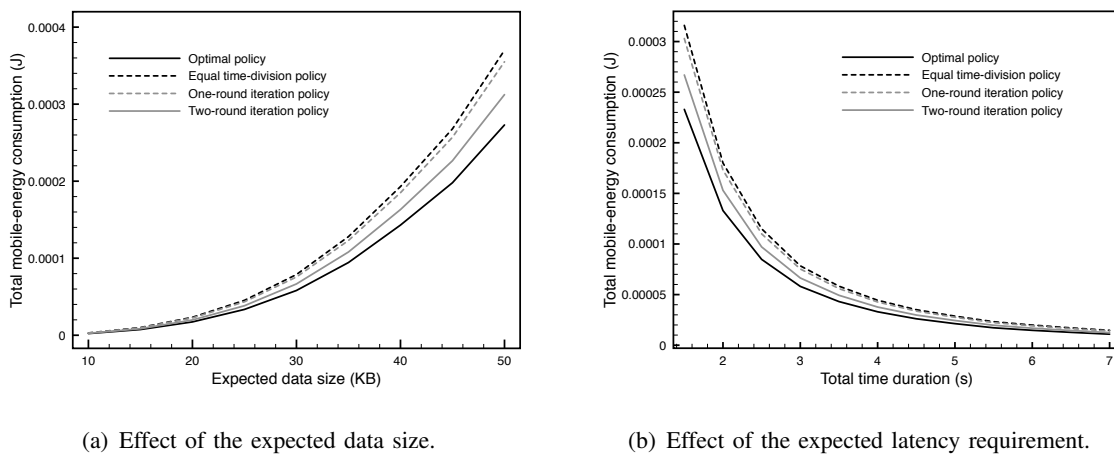 0.0004
0.0003
0.0002
0.0001
0
Total mobile-energy consumption (J)
Optimal policy
Equal time-division policy
One-round iteration policy
Two-round iteration policy
10 20 30 40 50
Expected data size (KB)
(a) Effect of the expected data size.
0.0003
0.00025
0.0002
0.00015
0.0001
0.00005
0
Total mobile-energy consumption (J)
Optimal policy
Equal time-division policy
One-round iteration policy
Two-round iteration policy
2 3 4 5 6 7
Total time duration (s)
(b) Effect of the expected latency requirement.